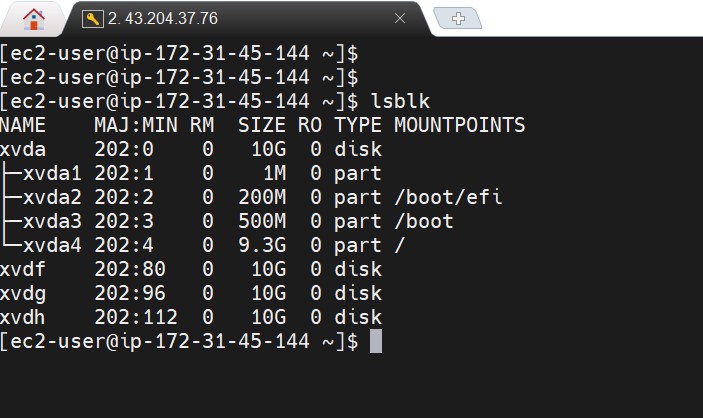 2. 43.204.37.76
[ec2-user@ip-172-31-45-144 ~]$
[ec2-user@ip-172-31-45-144 ~]$
[ec2-user@ip-172-31-45-144 ~]$ lsblk
NAME    MAJ:MIN RM  SIZE RO TYPE MOUNTPOINTS
xvda    202:0    0   10G  0 disk
├─xvda1 202:1    0    1M  0 part
├─xvda2 202:2    0  200M  0 part /boot/efi
├─xvda3 202:3    0  500M  0 part /boot
└─xvda4 202:4    0  9.3G  0 part /
xvdf    202:80   0   10G  0 disk
xvdg    202:96   0   10G  0 disk
xvdh    202:112  0   10G  0 disk
[ec2-user@ip-172-31-45-144 ~]$